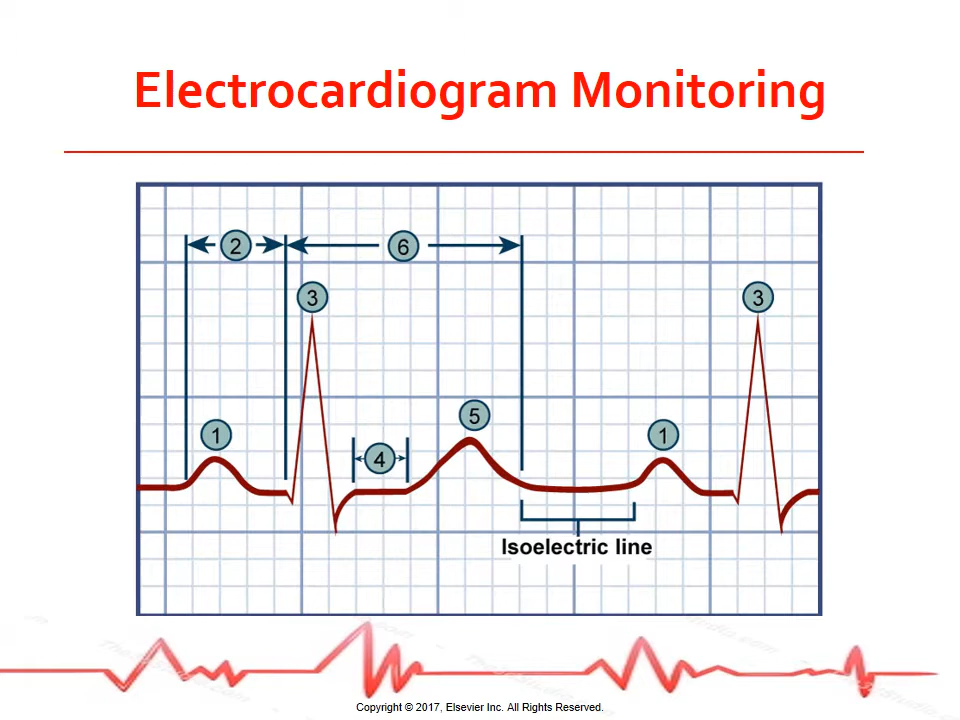 Electrocardiogram Monitoring
2
6
3
3
1
5
1
4
Isoelectric line
Copyright © 2017, Elsevier Inc. All Rights Reserved.